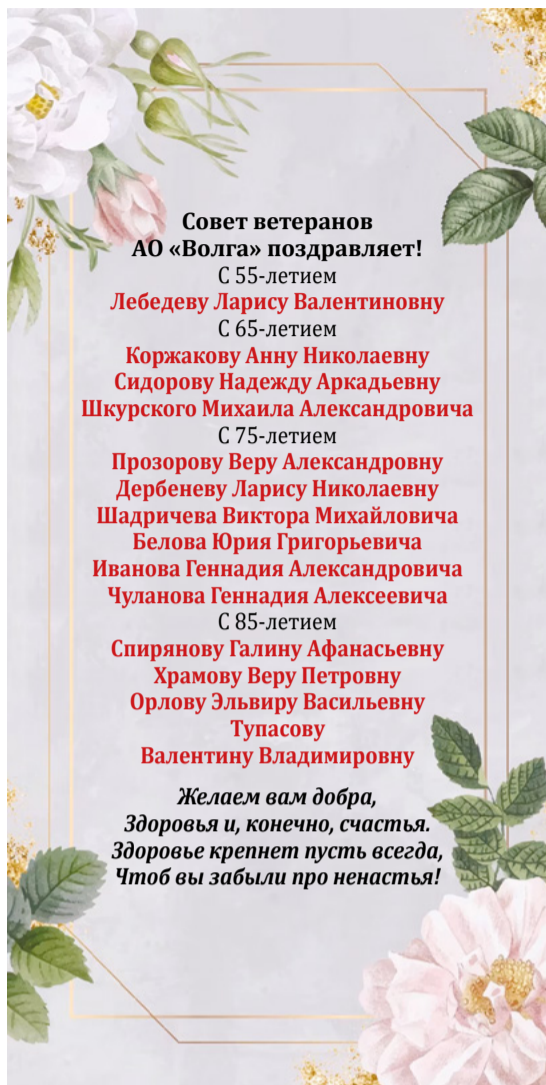 Совет ветеранов
АО «Волга» поздравляет!
С 55-летием
Лебедеву Ларису Валентиновну
С 65-летием
Коржакову Анну Николаевну
Сидорову Надежду Аркадьевну
Шкурского Михаила Александровича
С 75-летием
Прозорову Веру Александровну
Дербеневу Ларису Николаевну
Шадричева Виктора Михайловича
Белова Юрия Григорьевича
Иванова Геннадия Александровича
Чуланова Геннадия Алексеевича
С 85-летием
Спирянову Галину Афанасьевну
Храмову Веру Петровну
Орлову Эльвиру Васильевну
Тупасову
Валентину Владимировну
Желаем вам добра,
Здоровья и, конечно, счастья.
Здоровье крепнет пусть всегда,
Чтоб вы забыли про ненастья!